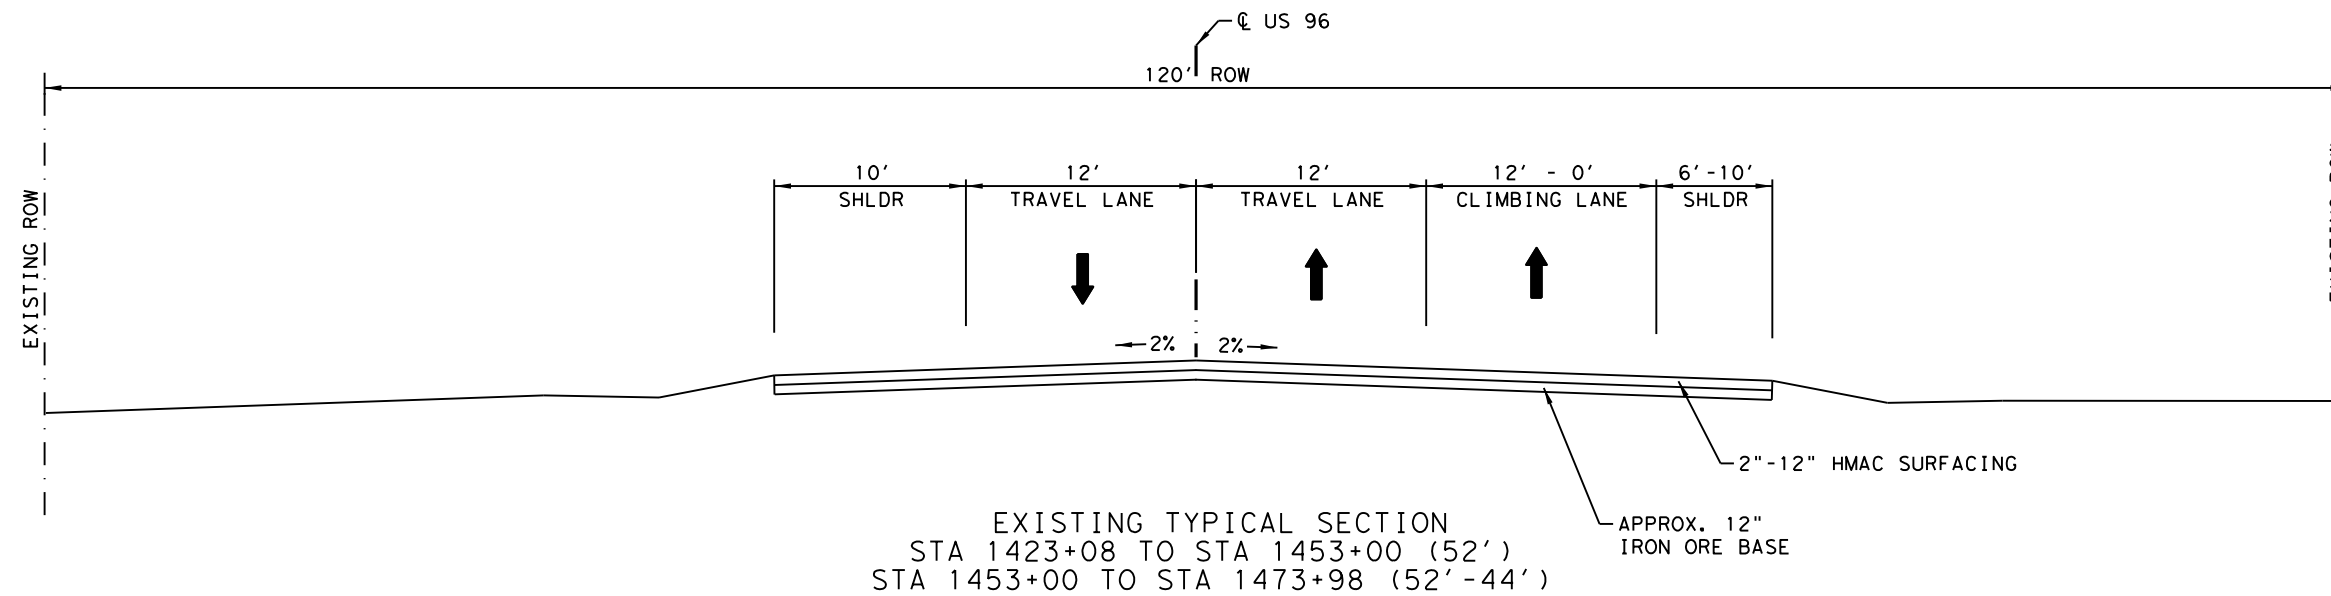 ℄ US 96
120' ROW
10'
12'
12'
12' - 0'
6'-10'
SHLDR
TRAVEL LANE
TRAVEL LANE
CLIMBING LANE
SHLDR
EXISTING ROW
2%
2%
2"-12" HMAC SURFACING
APPROX. 12"
IRON ORE BASE
EXISTING TYPICAL SECTION
STA 1423+08 TO STA 1453+00 (52')
STA 1453+00 TO STA 1473+98 (52'-44')